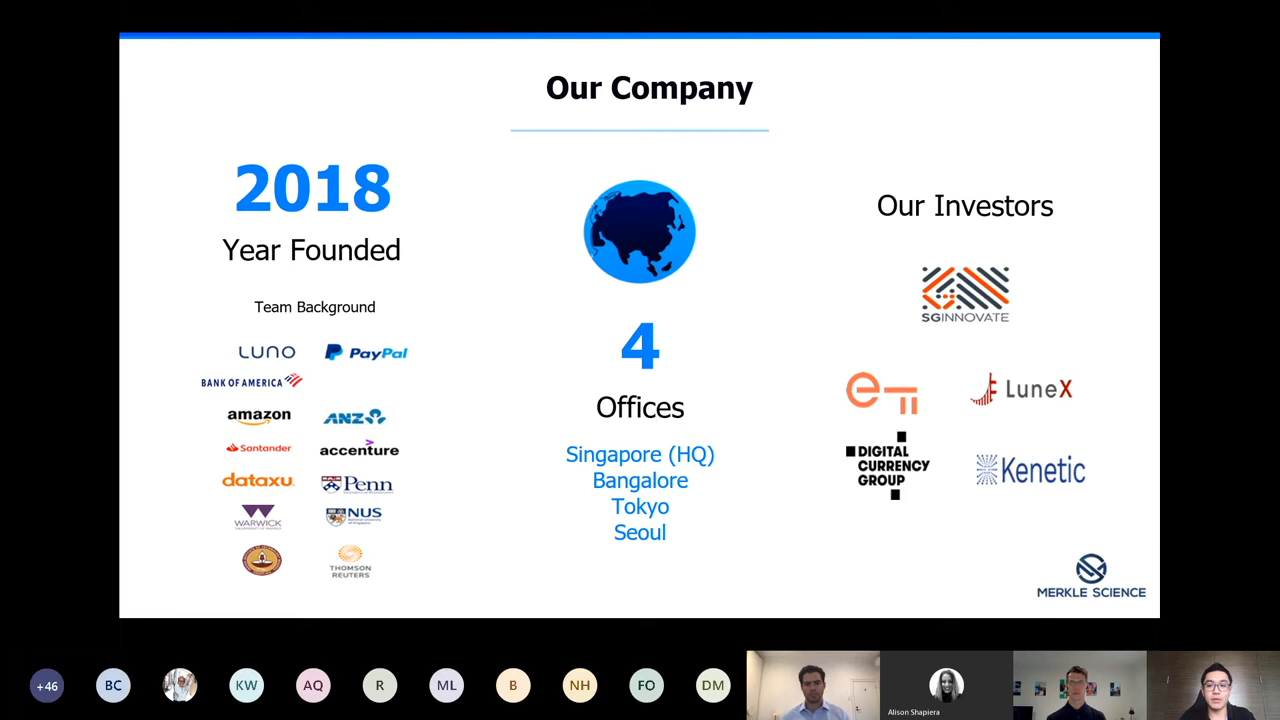 Our Company
2018
Year Founded
Team Background
LUNO
PayPal
BANK OF AMERICA
amazon
ANZ
Santander
accenture
dataxu.
Penn
WARWICK
NUS
THOMSON
REUTERS
4
Offices
Singapore (HQ)
Bangalore
Tokyo
Seoul
Our Investors
SGINNOVATE
LuneX
DIGITAL
CURRENCY
GROUP
Kenetic
MERKLE SCIENCE
+46
BC
KW
AQ
R
ML
B
NH
FO
DM
Alison Shapiera